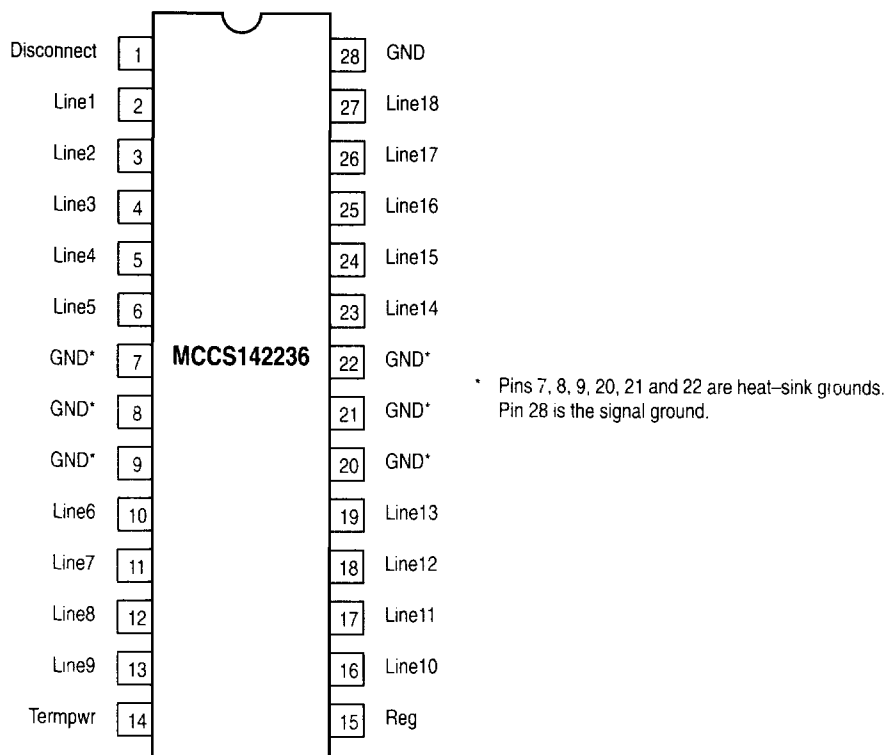 Disconnect 1 28 GND
Line1 2 27 Line18
Line2 3 26 Line17
Line3 4 25 Line16
Line4 5 24 Line15
Line5 6 23 Line14
GND* 7 MCCS142236 22 GND*
GND* 8 21 GND*
GND* 9 20 GND*
Line6 10 19 Line13
Line7 11 18 Line12
Line8 12 17 Line11
Line9 13 16 Line10
Termpwr 14 15 Reg
* Pins 7, 8, 9, 20, 21 and 22 are heat–sink grounds.
Pin 28 is the signal ground.